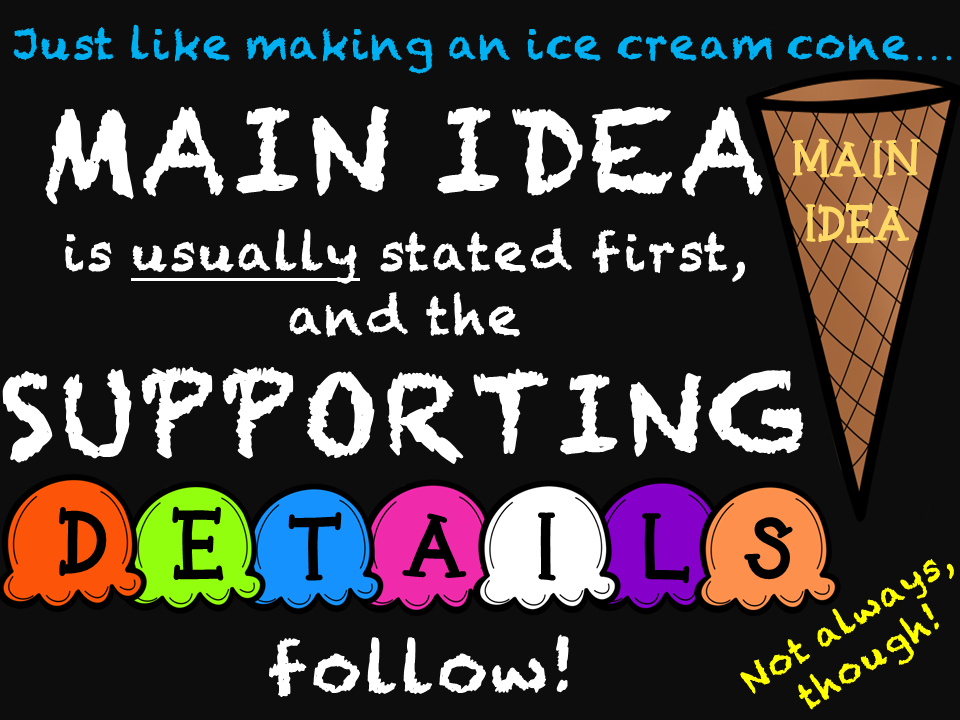 Just like making an ice cream cone...
MAIN IDEA
MAIN
IDEA
is usually stated first,
and the
SUPPORTING
DETAILS
follow!
Not always,
though!